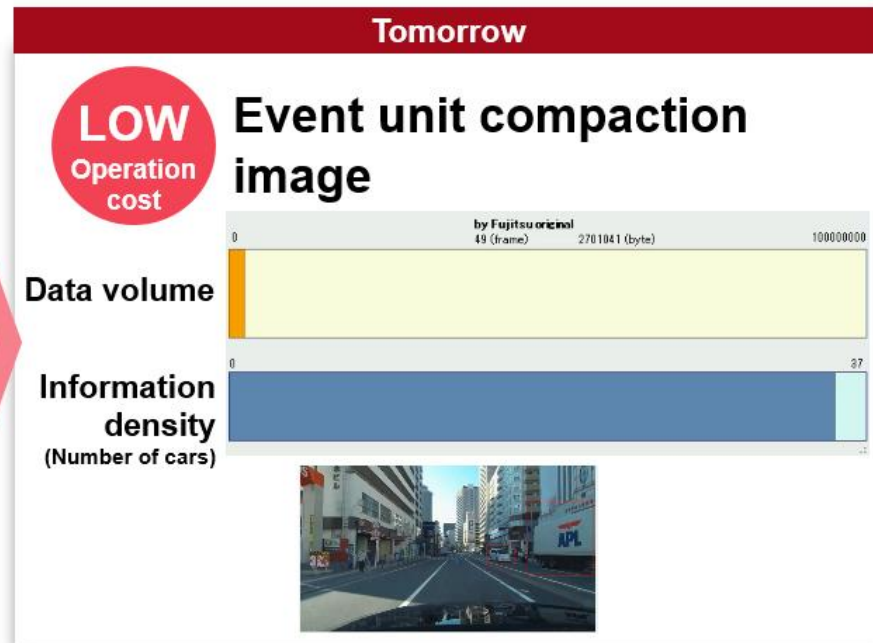 Tomorrow
LOW
Operation
cost
Event unit compaction
image
by Fujitsu original
0 49 (frame) 2701041 (byte) 100000000
Data volume
0 37
Information
density
(Number of cars)
APL